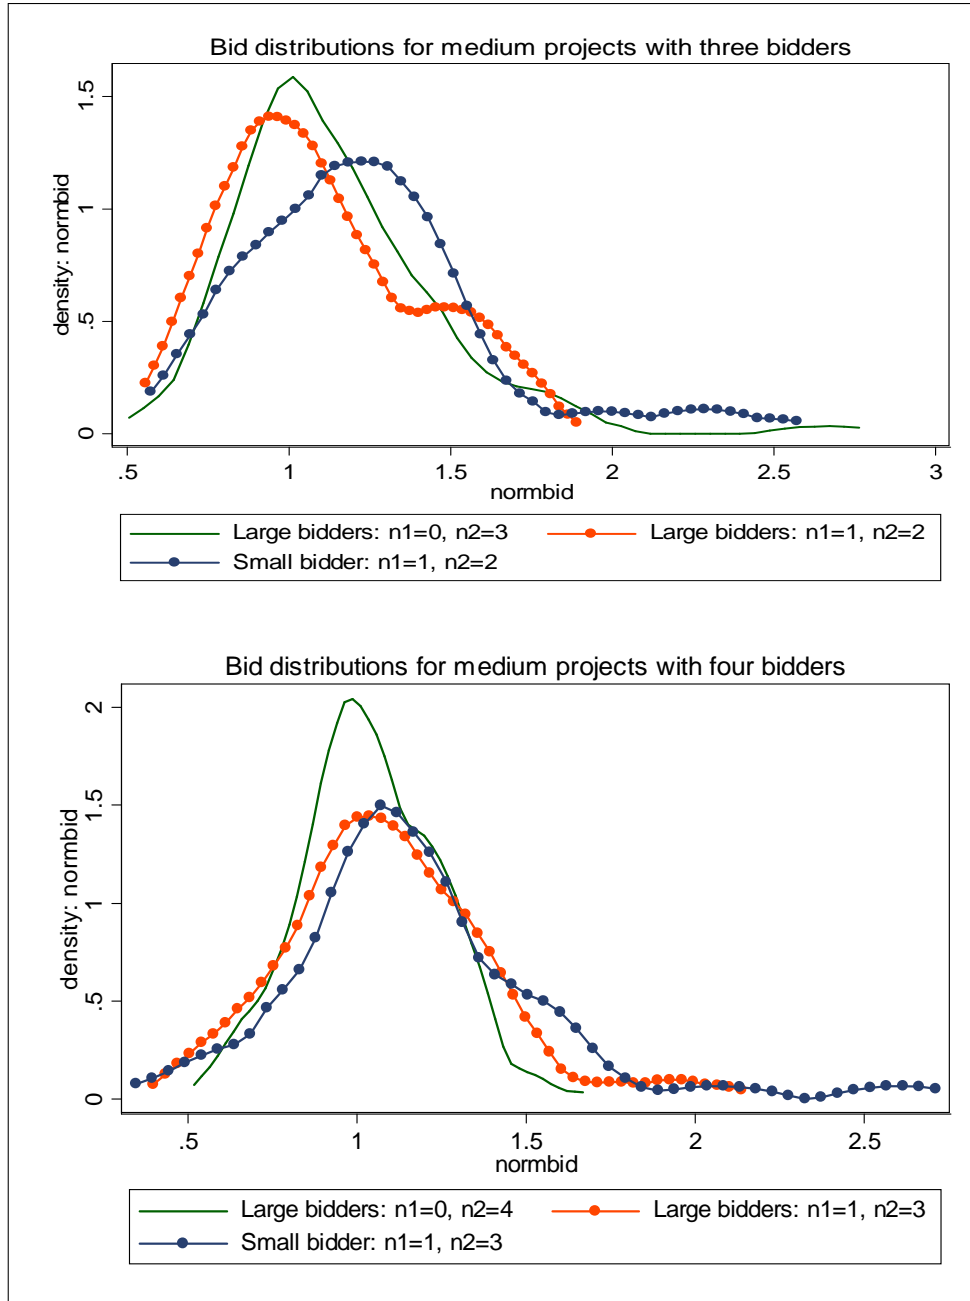 Bid distributions for medium projects with three bidders
density: normbid
1.5
1
.5
0
.5
1
1.5
2
2.5
3
normbid
Large bidders: n1=0, n2=3
Large bidders: n1=1, n2=2
Small bidder: n1=1, n2=2
Bid distributions for medium projects with four bidders
density: normbid
2
1.5
1
.5
0
.5
1
1.5
2
2.5
normbid
Large bidders: n1=0, n2=4
Large bidders: n1=1, n2=3
Small bidder: n1=1, n2=3